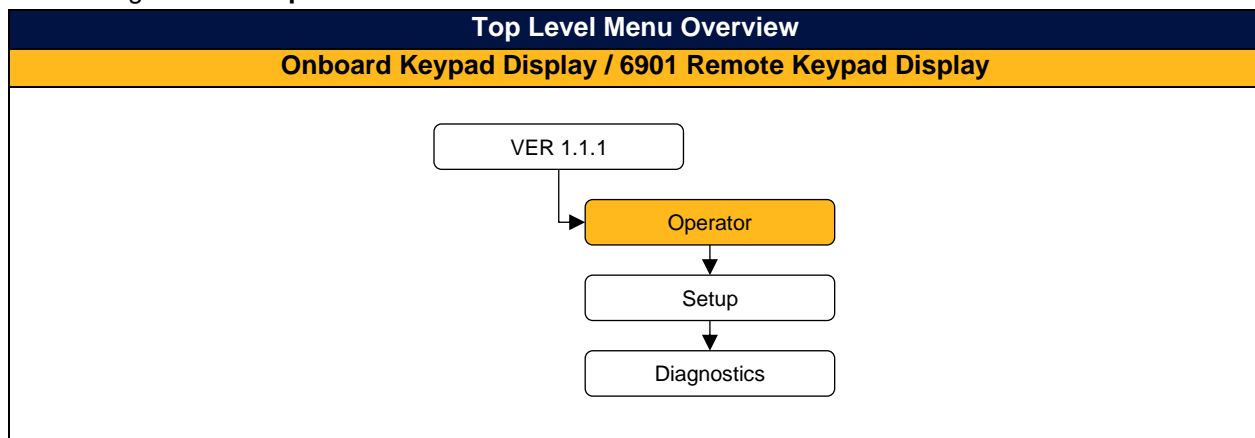 Top Level Menu Overview
Onboard Keypad Display / 6901 Remote Keypad Display
VER 1.1.1
Operator
Setup
Diagnostics